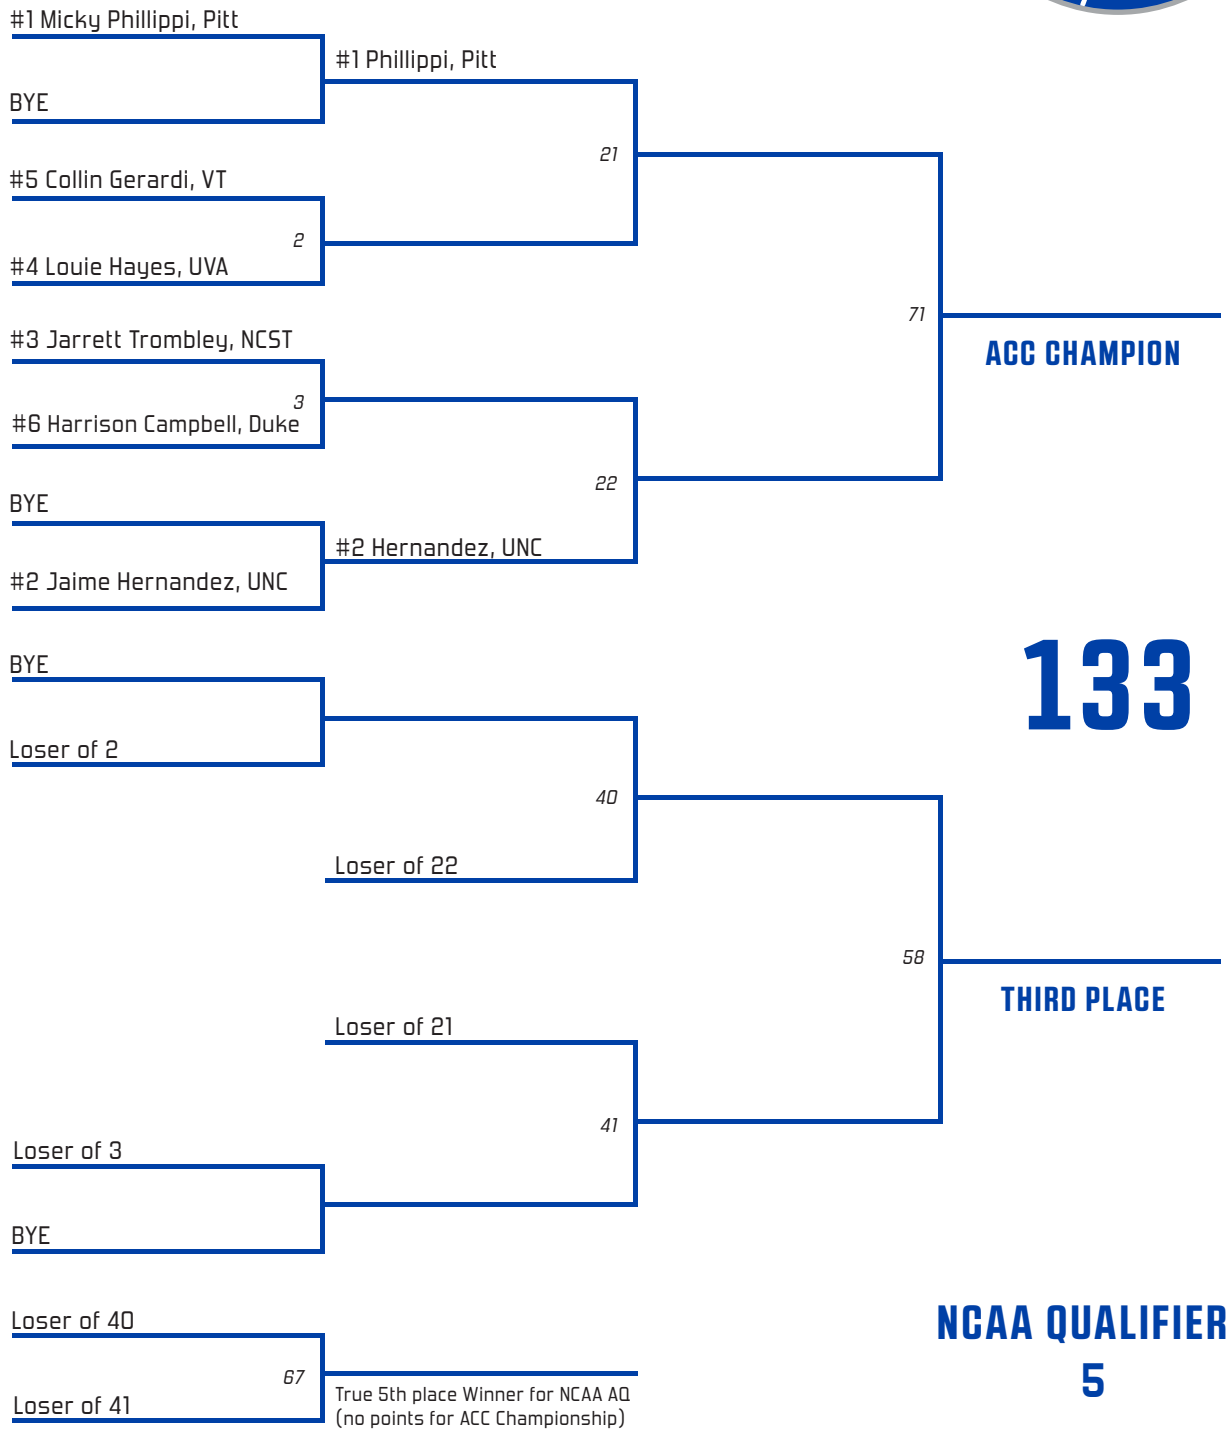 #1 Micky Phillippi, Pitt
#1 Phillippi, Pitt
BYE
21
#5 Collin Gerardi, VT
2
#4 Louie Hayes, UVA
71
ACC CHAMPION
#3 Jarrett Trombley, NCST
3
#6 Harrison Campbell, Duke
22
BYE
#2 Hernandez, UNC
#2 Jaime Hernandez, UNC
133
BYE
Loser of 2
40
Loser of 22
58
THIRD PLACE
Loser of 21
41
Loser of 3
BYE
NCAA QUALIFIER
5
Loser of 40
67
Loser of 41
True 5th place Winner for NCAA AQ
(no points for ACC Championship)